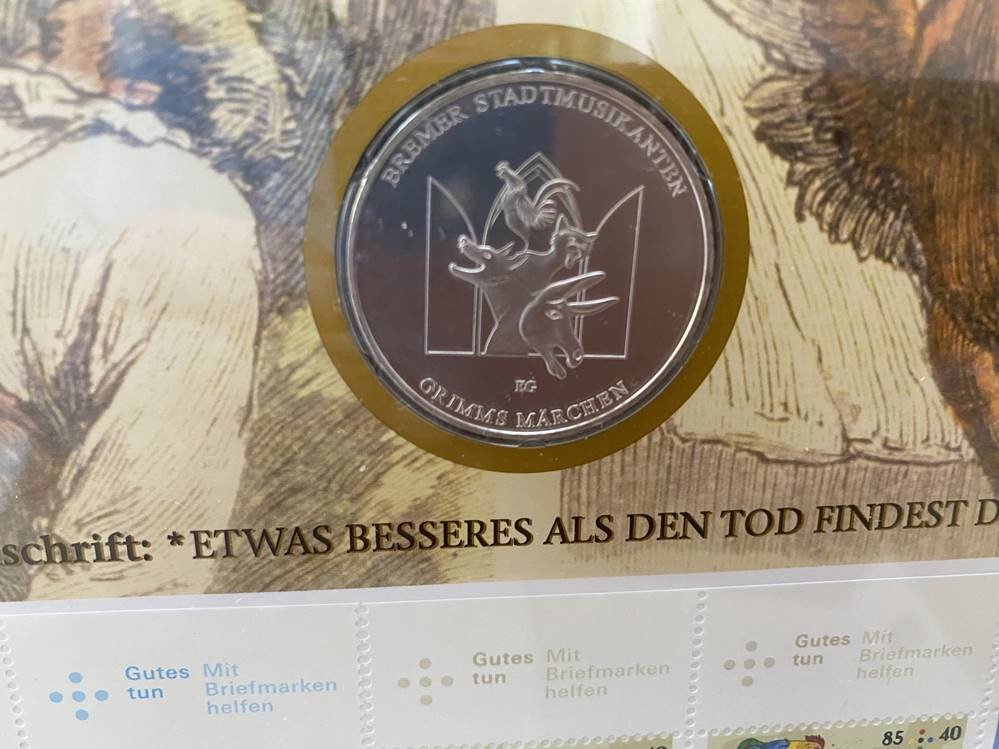 BREMER STADTMUSIKANTEN
GRIMMS MÄRCHEN
schrift: *ETWAS BESSERES ALS DEN TOD FINDEST D
Gutes tun
Mit Briefmarken helfen
Gutes tun
Mit Briefmarken helfen
Gutes tun
Mit Briefmarken helfen
85 40